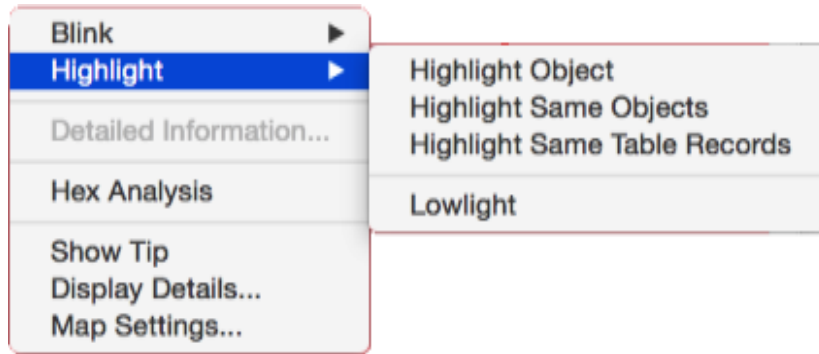 Blink
Highlight
Detailed Information...
Hex Analysis
Show Tip
Display Details...
Map Settings...
Highlight Object
Highlight Same Objects
Highlight Same Table Records
Lowlight